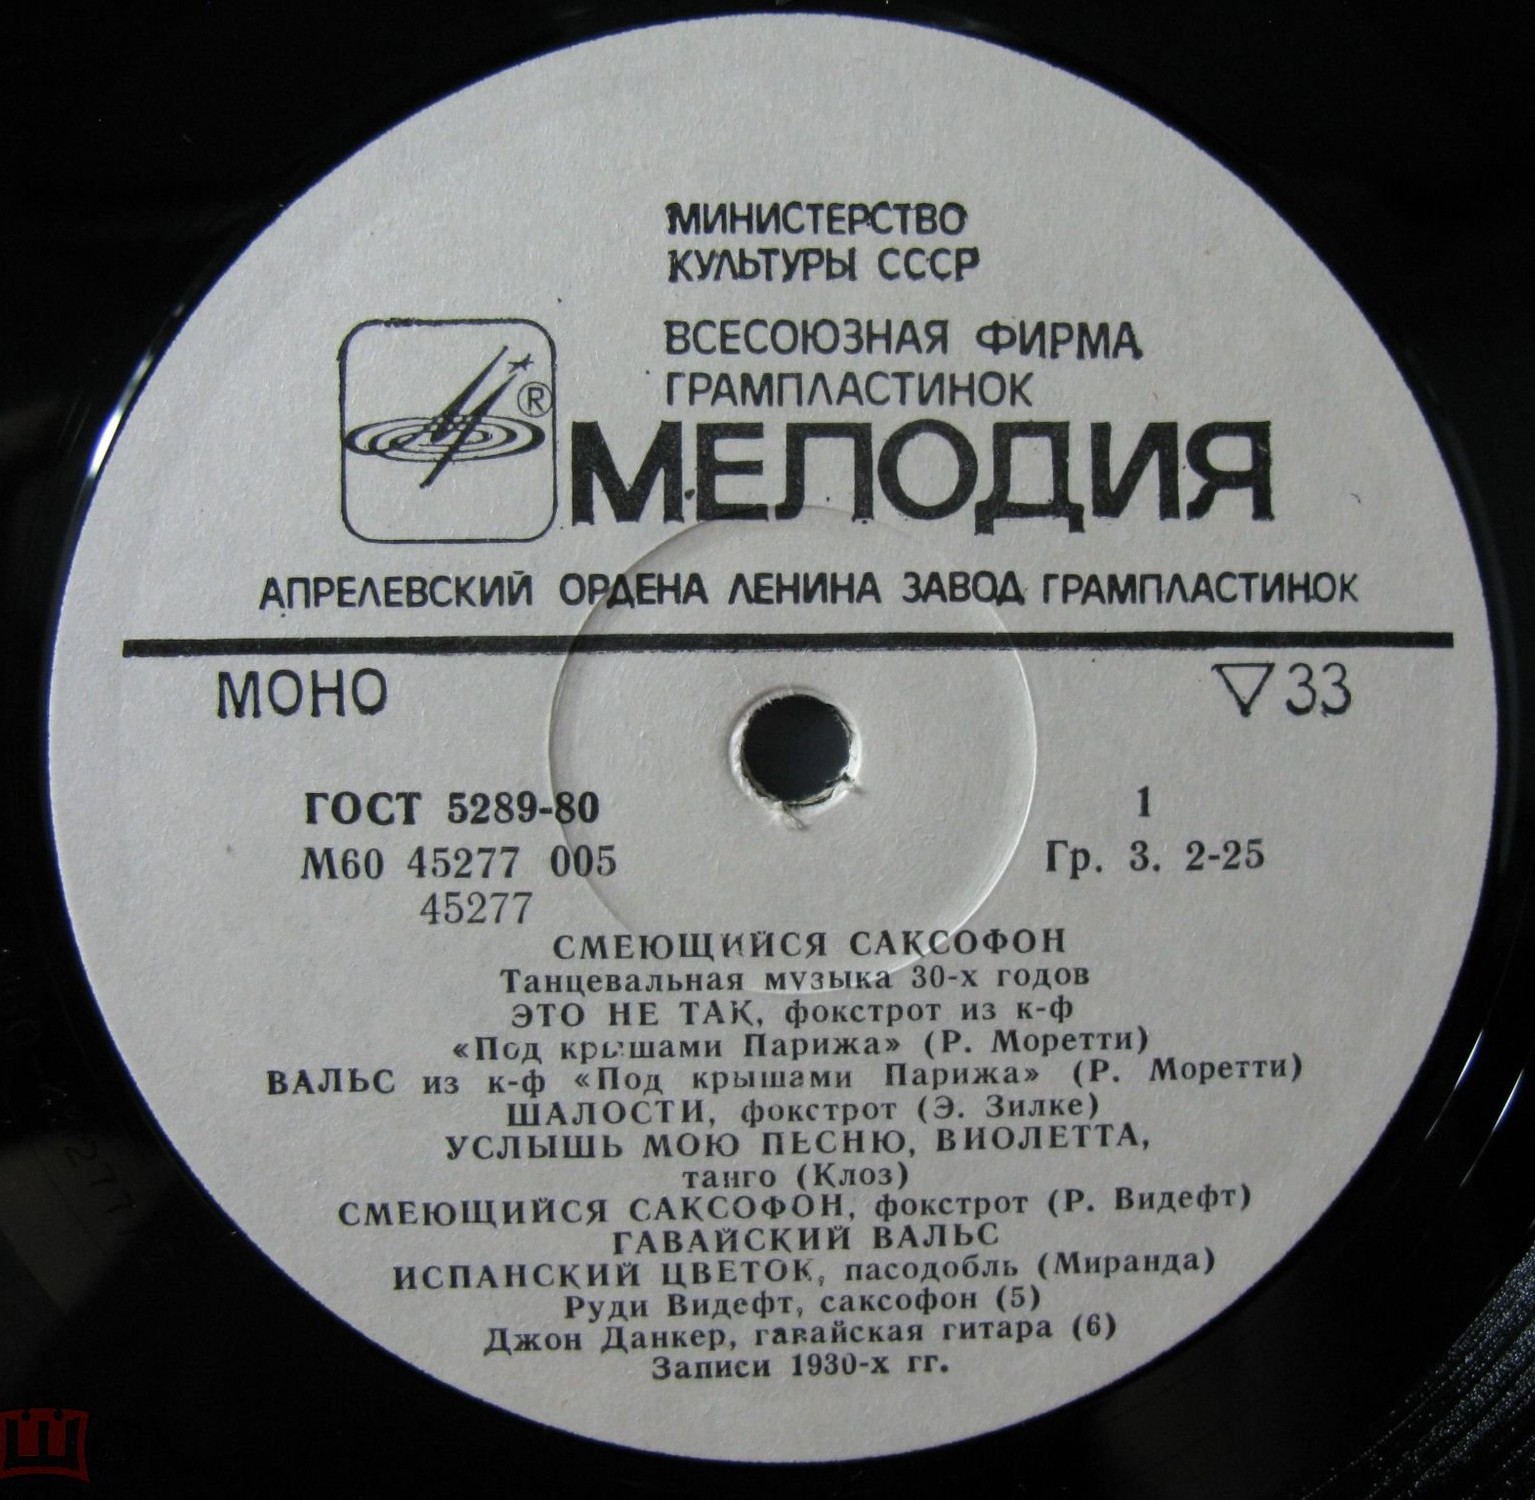 МИНИСТЕРСТВО
КУЛЬТУРЫ СССР
ВСЕСОЮЗНАЯ ФИРМА
ГРАМПЛАСТИНОК
®
МЕЛОДИЯ
АПРЕЛЕВСКИЙ ОРДЕНА ЛЕНИНА ЗАВОД ГРАМПЛАСТИНОК
МОНО
▽33
ГОСТ 5289-80
1
М60 45277 005
Гр. 3. 2-25
45277
СМЕЮЩИЙСЯ САКСОФОН
Танцевальная музыка 30-х годов
ЭТО НЕ ТАК, фокстрот из к-ф
«Под крышами Парижа» (Р. Моретти)
ВАЛЬС из к-ф «Под крышами Парижа» (Р. Моретти)
ШАЛОСТИ, фокстрот (Э. Зилке)
УСЛЫШЬ МОЮ ПЕСНЮ, ВИОЛЕТТА,
танго (Клоз)
СМЕЮЩИЙСЯ САКСОФОН, фокстрот (Р. Видефт)
ГАВАЙСКИЙ ВАЛЬС
ИСПАНСКИЙ ЦВЕТОК, пасодобль (Миранда)
Руди Видефт, саксофон (5)
Джон Данкер, гавайская гитара (6)
Записи 1930-х гг.